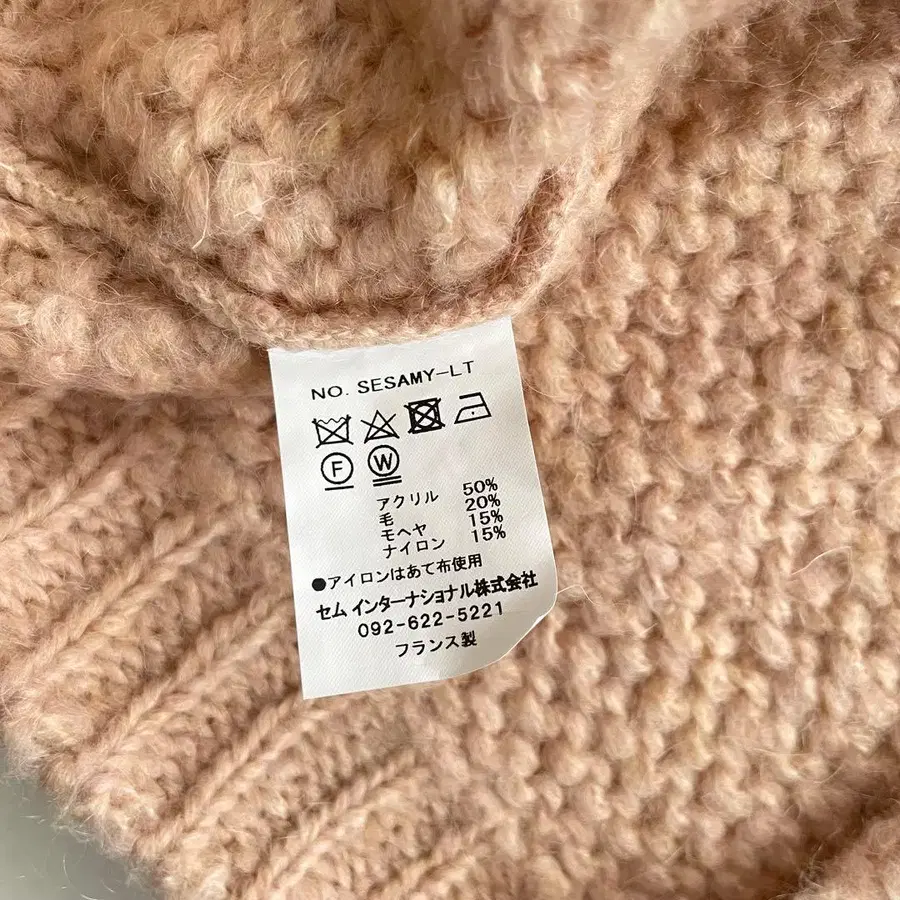 NO. SESAMY-LT
F W
アクリル 50%
毛 20%
モヘヤ 15%
ナイロン 15%
●アイロンはあて布使用
セム インターナショナル株式会社
092-622-5221
フランス製